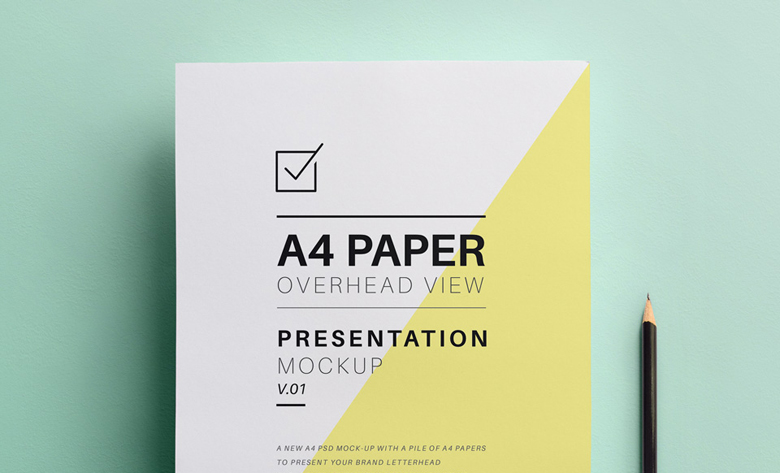 A4 PAPER
OVERHEAD VIEW
PRESENTATION
MOCKUP
V.01
A NEW A4 PSD MOCK-UP WITH A PILE OF A4 PAPERS
TO PRESENT YOUR BRAND LETTERHEAD